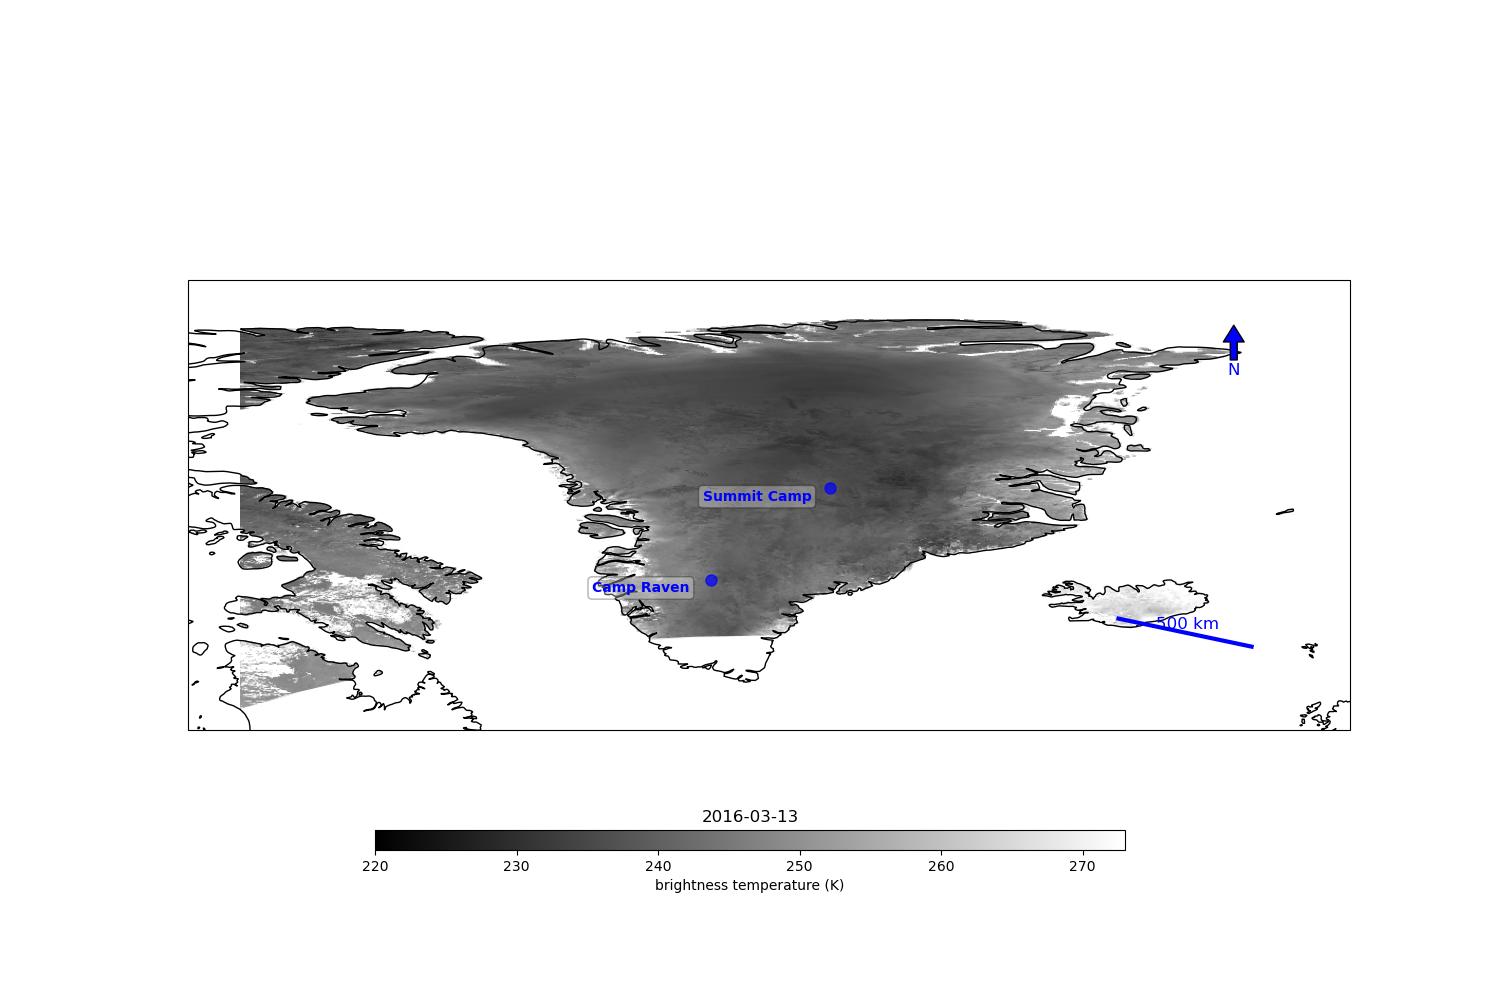 N
Summit Camp
Camp Raven
500 km
2016-03-13
220 230 240 250 260 270
brightness temperature (K)